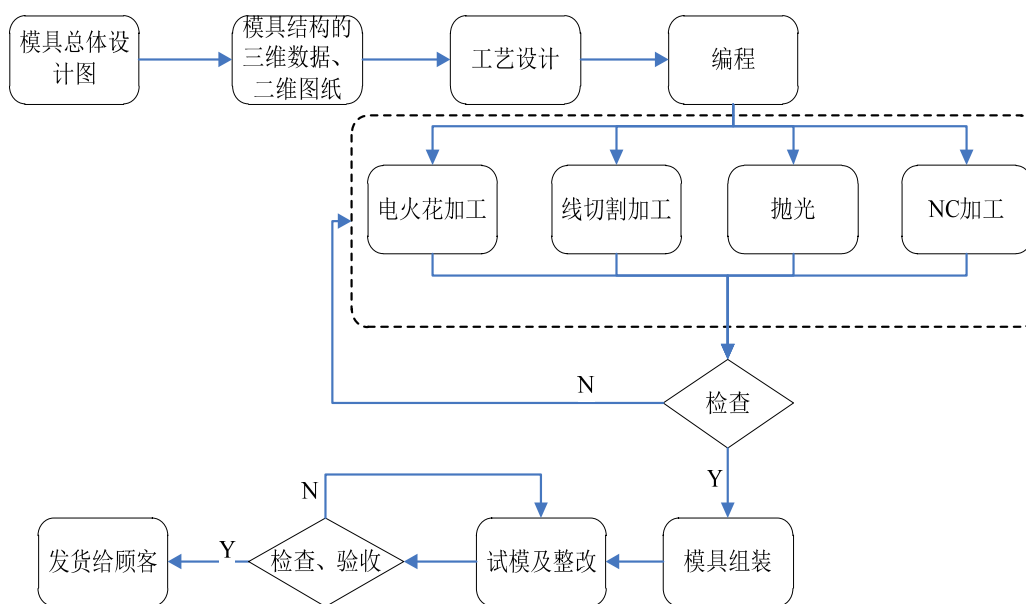 模具总体设
计图
模具结构的
三维数据、
二维图纸
工艺设计
编程
电火花加工
线切割加工
抛光
NC加工
N
检查
Y
N
发货给顾客
Y
检查、验收
试模及整改
模具组装